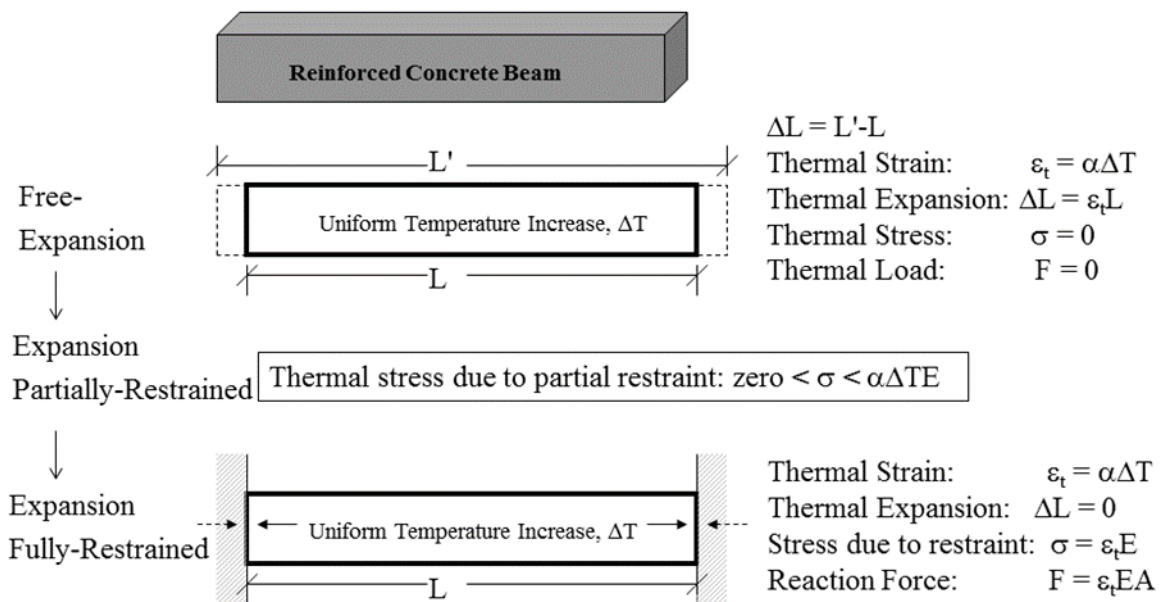 Reinforced Concrete Beam
ΔL = L'-L
L'
Thermal Strain: εt = αΔT
Free-
Expansion
Uniform Temperature Increase, ΔT
Thermal Expansion: ΔL = εtL
Thermal Stress: σ = 0
L
Thermal Load: F = 0
Expansion
Partially-Restrained
Thermal stress due to partial restraint: zero < σ < αΔTE
Expansion
Fully-Restrained
Uniform Temperature Increase, ΔT
L
Thermal Strain: εt = αΔT
Thermal Expansion: ΔL = 0
Stress due to restraint: σ = εtE
Reaction Force: F = εtEA